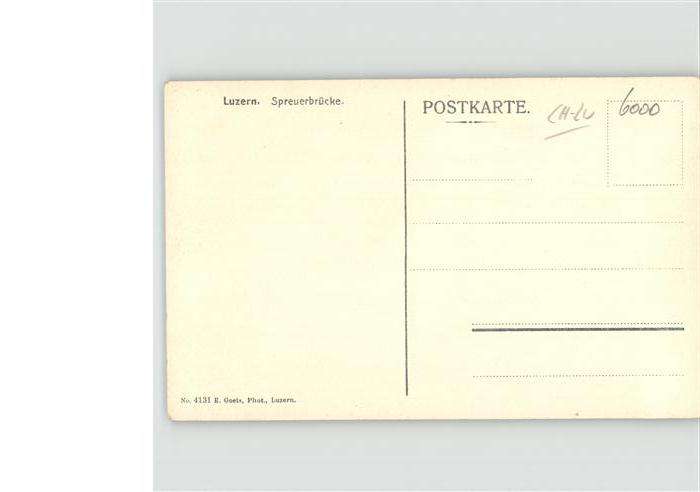 Luzern. Spreuerbrücke.
POSTKARTE.
CH-LU
6000
No. 4131 E. Goetz, Phot., Luzern.